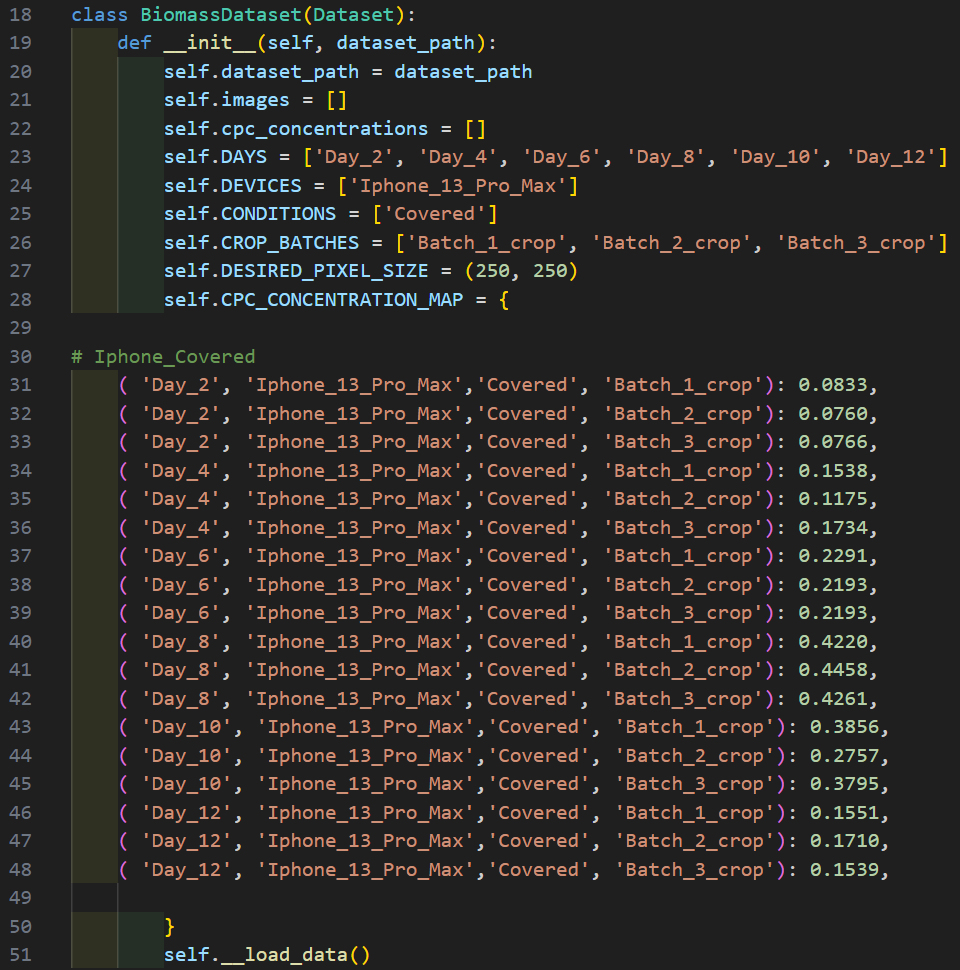 18 class BiomassDataset(Dataset):
19     def __init__(self, dataset_path):
20         self.dataset_path = dataset_path
21         self.images = []
22         self.cpc_concentrations = []
23         self.DAYS = ['Day_2', 'Day_4', 'Day_6', 'Day_8', 'Day_10', 'Day_12']
24         self.DEVICES = ['Iphone_13_Pro_Max']
25         self.CONDITIONS = ['Covered']
26         self.CROP_BATCHES = ['Batch_1_crop', 'Batch_2_crop', 'Batch_3_crop']
27         self.DESIRED_PIXEL_SIZE = (250, 250)
28         self.CPC_CONCENTRATION_MAP = {
29
30 # Iphone_Covered
31     ( 'Day_2', 'Iphone_13_Pro_Max','Covered', 'Batch_1_crop'): 0.0833,
32     ( 'Day_2', 'Iphone_13_Pro_Max','Covered', 'Batch_2_crop'): 0.0760,
33     ( 'Day_2', 'Iphone_13_Pro_Max','Covered', 'Batch_3_crop'): 0.0766,
34     ( 'Day_4', 'Iphone_13_Pro_Max','Covered', 'Batch_1_crop'): 0.1538,
35     ( 'Day_4', 'Iphone_13_Pro_Max','Covered', 'Batch_2_crop'): 0.1175,
36     ( 'Day_4', 'Iphone_13_Pro_Max','Covered', 'Batch_3_crop'): 0.1734,
37     ( 'Day_6', 'Iphone_13_Pro_Max','Covered', 'Batch_1_crop'): 0.2291,
38     ( 'Day_6', 'Iphone_13_Pro_Max','Covered', 'Batch_2_crop'): 0.2193,
39     ( 'Day_6', 'Iphone_13_Pro_Max','Covered', 'Batch_3_crop'): 0.2193,
40     ( 'Day_8', 'Iphone_13_Pro_Max','Covered', 'Batch_1_crop'): 0.4220,
41     ( 'Day_8', 'Iphone_13_Pro_Max','Covered', 'Batch_2_crop'): 0.4458,
42     ( 'Day_8', 'Iphone_13_Pro_Max','Covered', 'Batch_3_crop'): 0.4261,
43     ( 'Day_10', 'Iphone_13_Pro_Max','Covered', 'Batch_1_crop'): 0.3856,
44     ( 'Day_10', 'Iphone_13_Pro_Max','Covered', 'Batch_2_crop'): 0.2757,
45     ( 'Day_10', 'Iphone_13_Pro_Max','Covered', 'Batch_3_crop'): 0.3795,
46     ( 'Day_12', 'Iphone_13_Pro_Max','Covered', 'Batch_1_crop'): 0.1551,
47     ( 'Day_12', 'Iphone_13_Pro_Max','Covered', 'Batch_2_crop'): 0.1710,
48     ( 'Day_12', 'Iphone_13_Pro_Max','Covered', 'Batch_3_crop'): 0.1539,
49
50         }
51         self.__load_data()